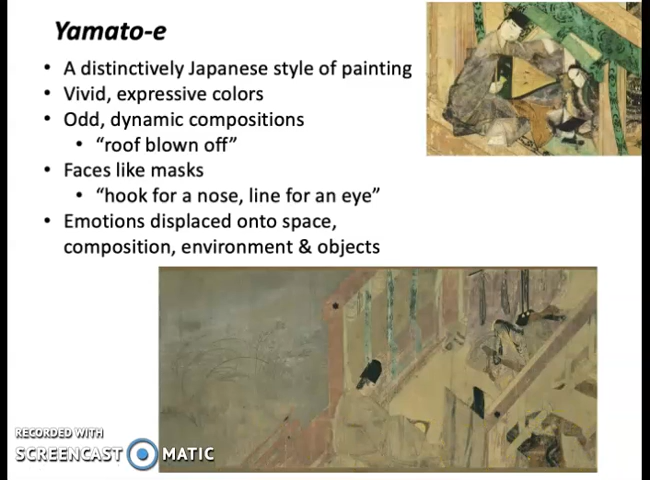 Yamato-e
• A distinctively Japanese style of painting
• Vivid, expressive colors
• Odd, dynamic compositions
• “roof blown off”
• Faces like masks
• “hook for a nose, line for an eye”
• Emotions displaced onto space,
composition, environment & objects
RECORDED WITH
SCREENCAST MATIC